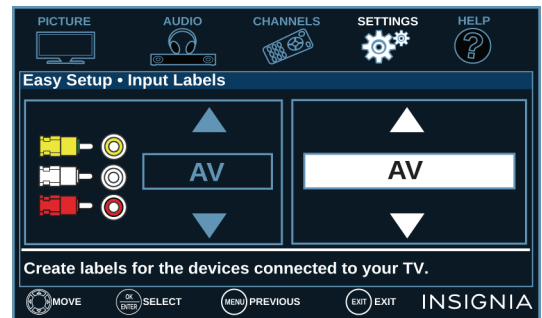 PICTURE AUDIO CHANNELS SETTINGS HELP
?
Easy Setup • Input Labels
AV AV
Create labels for the devices connected to your TV.
MOVE OK ENTER SELECT MENU PREVIOUS EXIT EXIT INSIGNIA